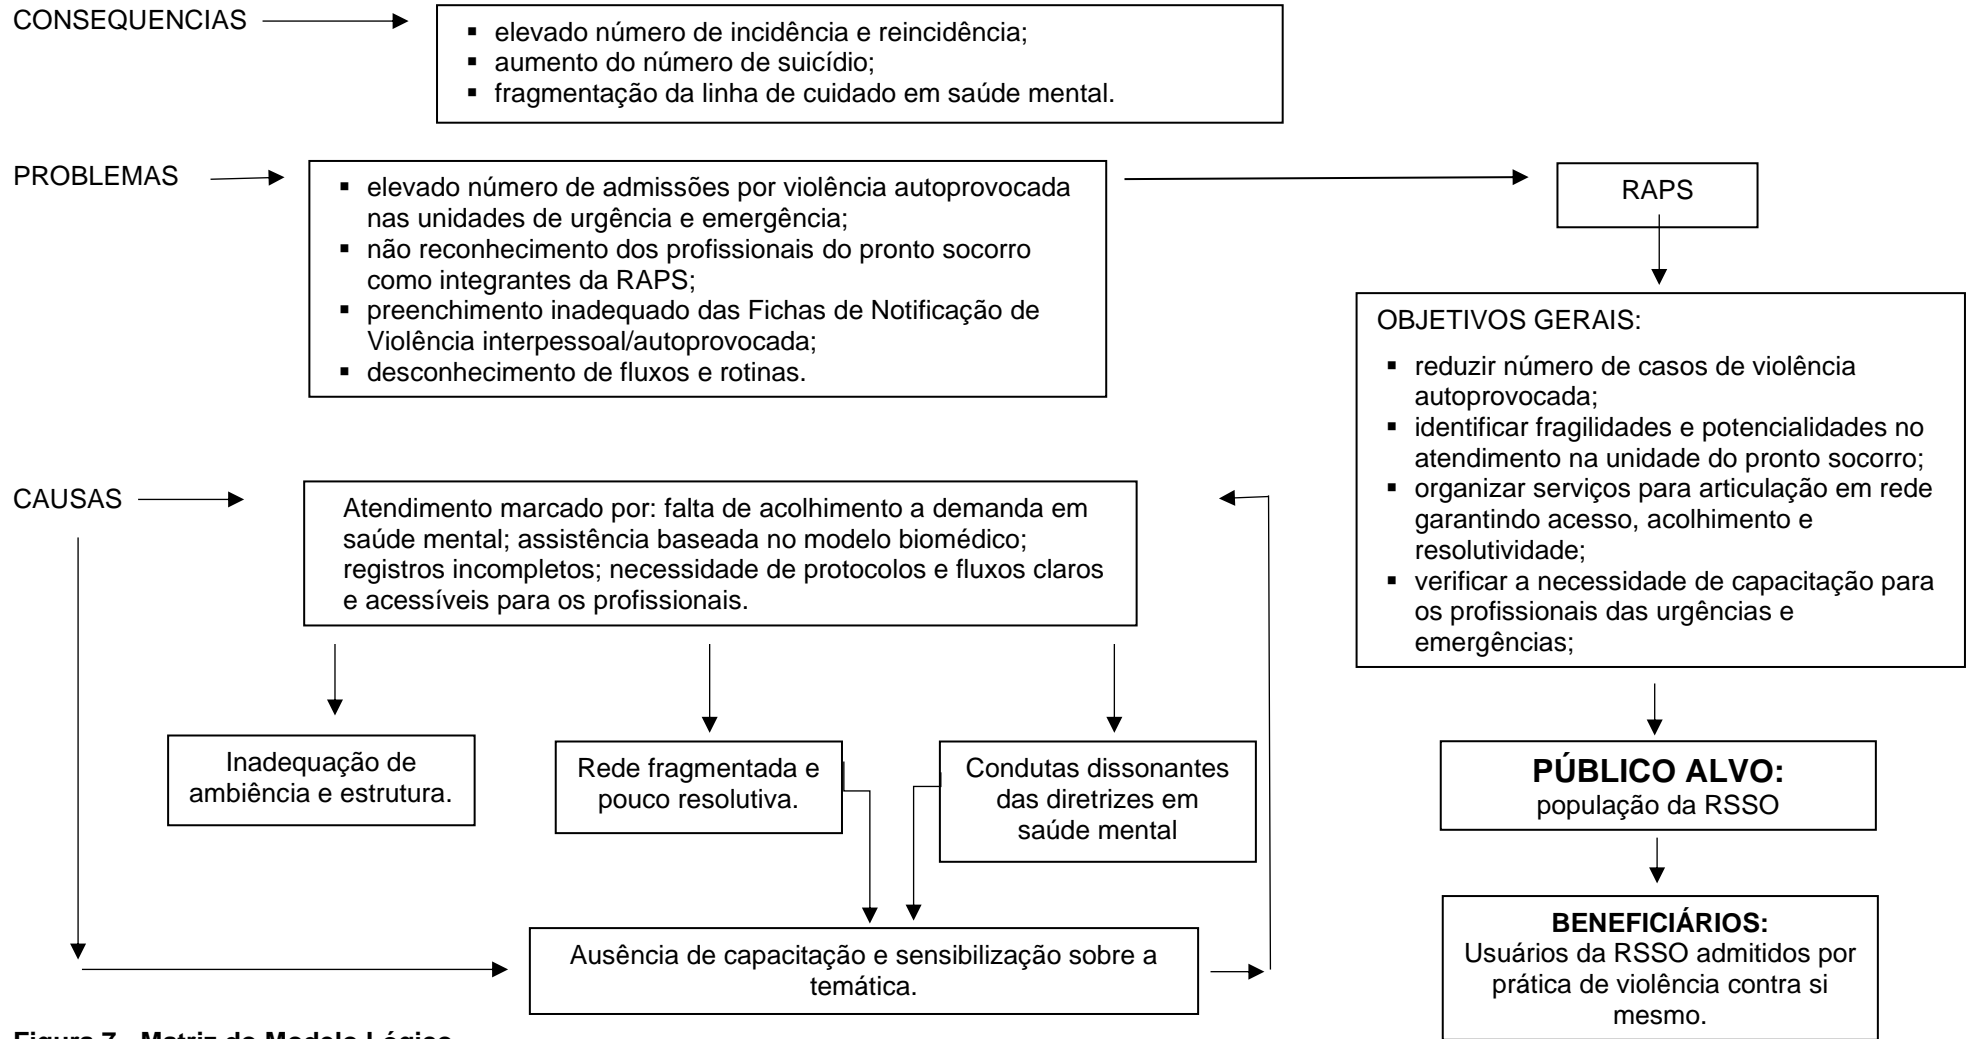 CONSEQUENCIAS
▪ elevado número de incidência e reincidência;
▪ aumento do número de suicídio;
▪ fragmentação da linha de cuidado em saúde mental.
PROBLEMAS
▪ elevado número de admissões por violência autoprovocada
nas unidades de urgência e emergência;
▪ não reconhecimento dos profissionais do pronto socorro
como integrantes da RAPS;
▪ preenchimento inadequado das Fichas de Notificação de
Violência interpessoal/autoprovocada;
▪ desconhecimento de fluxos e rotinas.
RAPS
OBJETIVOS GERAIS:
▪ reduzir número de casos de violência
autoprovocada;
▪ identificar fragilidades e potencialidades no
atendimento na unidade do pronto socorro;
▪ organizar serviços para articulação em rede
garantindo acesso, acolhimento e
resolutividade;
▪ verificar a necessidade de capacitação para
os profissionais das urgências e
emergências;
CAUSAS
Atendimento marcado por: falta de acolhimento a demanda em
saúde mental; assistência baseada no modelo biomédico;
registros incompletos; necessidade de protocolos e fluxos claros
e acessíveis para os profissionais.
Inadequação de
ambiência e estrutura.
Rede fragmentada e
pouco resolutiva.
Condutas dissonantes
das diretrizes em
saúde mental
Ausência de capacitação e sensibilização sobre a
temática.
PÚBLICO ALVO:
população da RSSO
BENEFICIÁRIOS:
Usuários da RSSO admitidos por
prática de violência contra si
mesmo.
Figura 7 - Matriz do Modelo Lógico